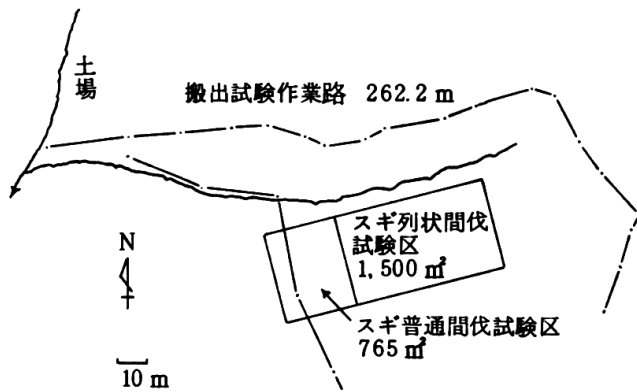 土場
搬出試験作業路 262.2 m
スギ列状間伐
試験区
1,500 ㎡
N
スギ普通間伐試験区
765 ㎡
10 m